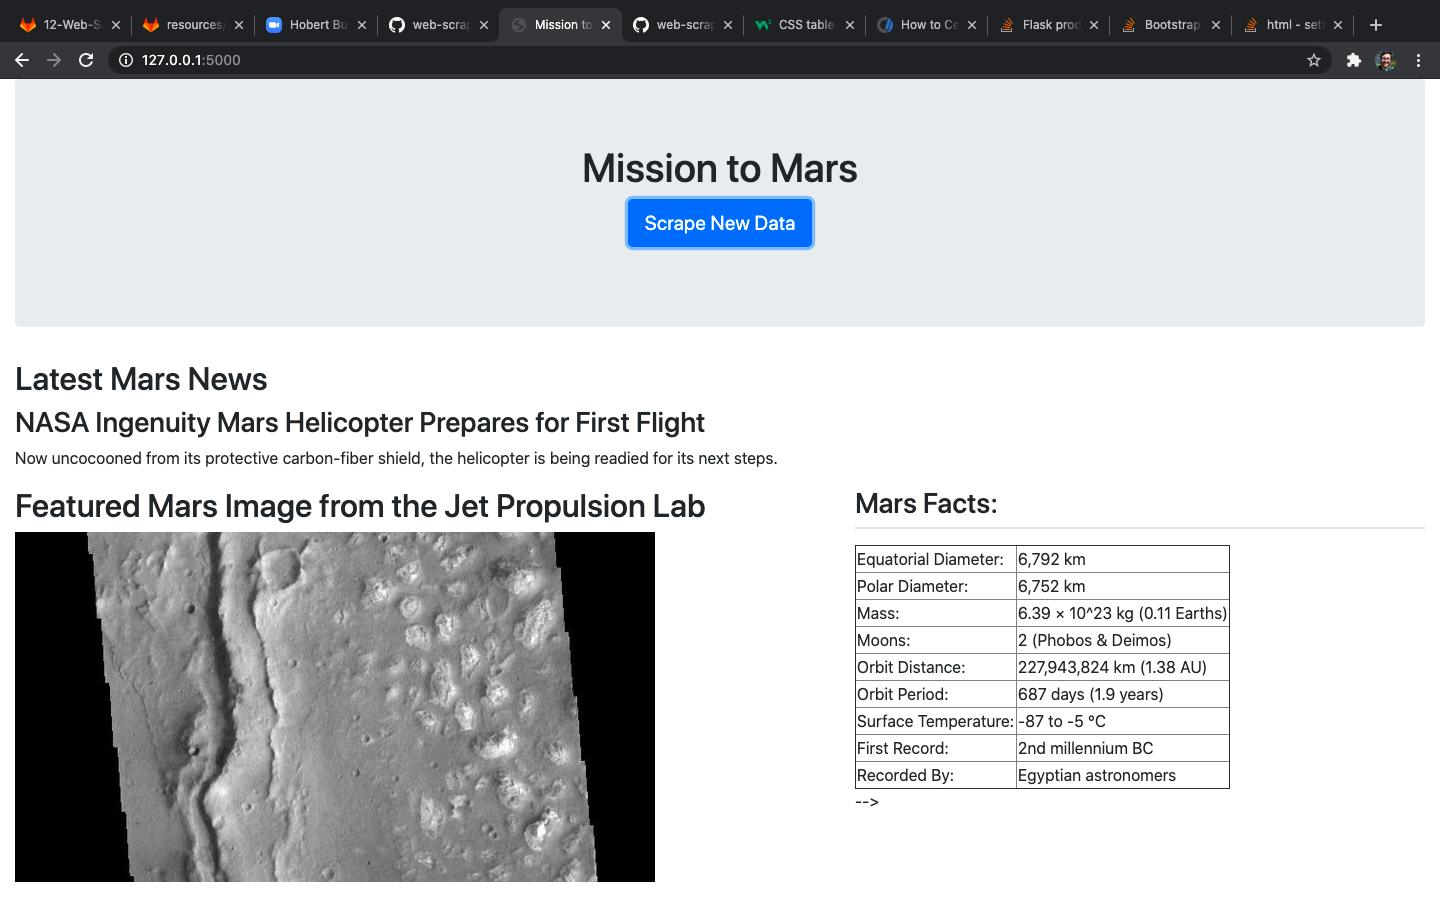 12-Web-S
resources/
Hobert Bu
web-scrap
Mission to
web-scrap
CSS table
How to Ce
Flask prod
Bootstrap
html - sett
127.0.0.1:5000
Mission to Mars
Scrape New Data
Latest Mars News
NASA Ingenuity Mars Helicopter Prepares for First Flight
Now uncocooned from its protective carbon-fiber shield, the helicopter is being readied for its next steps.
Featured Mars Image from the Jet Propulsion Lab
Mars Facts:
Equatorial Diameter: 6,792 km
Polar Diameter: 6,752 km
Mass: 6.39 × 10^23 kg (0.11 Earths)
Moons: 2 (Phobos & Deimos)
Orbit Distance: 227,943,824 km (1.38 AU)
Orbit Period: 687 days (1.9 years)
Surface Temperature: -87 to -5 °C
First Record: 2nd millennium BC
Recorded By: Egyptian astronomers
-->